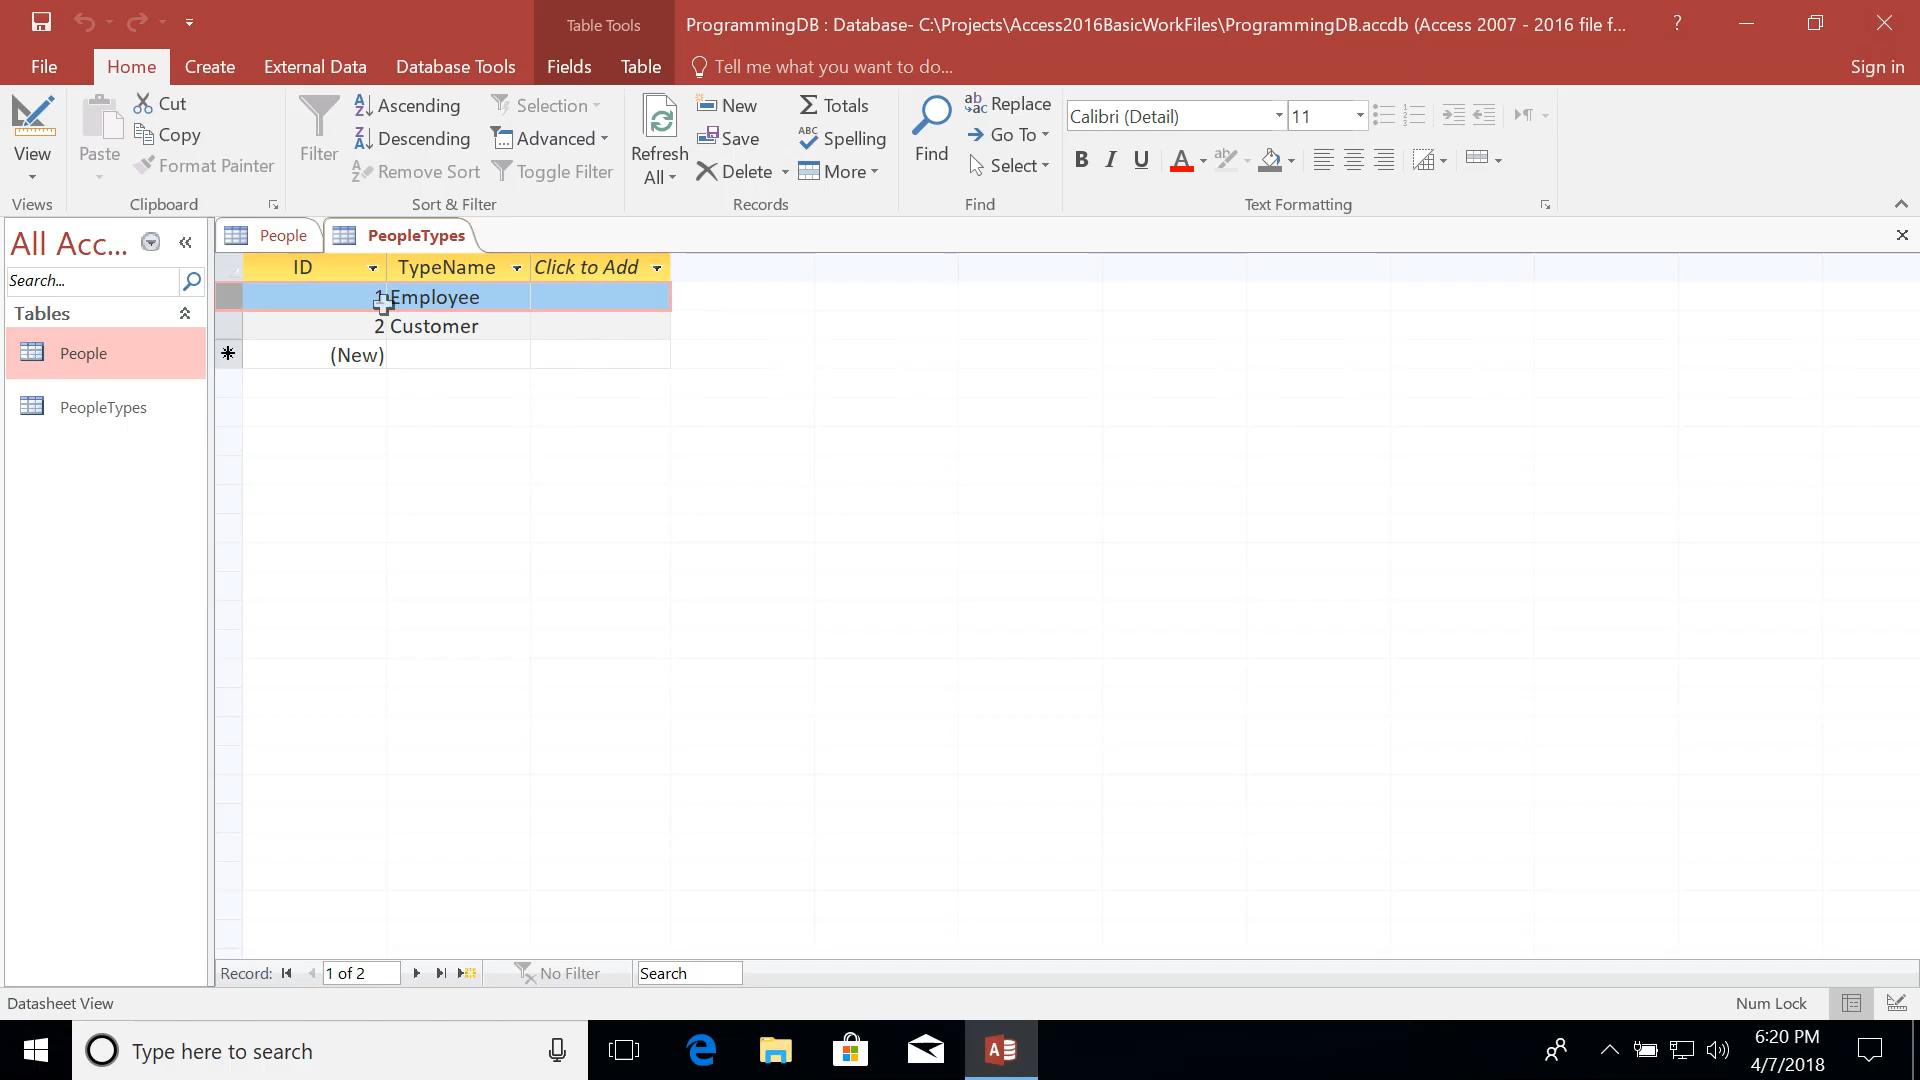 Table Tools
ProgrammingDB : Database- C:\Projects\Access2016BasicWorkFiles\ProgrammingDB.accdb (Access 2007 - 2016 file f...
?
File
Home
Create
External Data
Database Tools
Fields
Table
Tell me what you want to do...
Sign in
View
Views
Paste
Cut
Copy
Format Painter
Clipboard
Filter
Ascending
Descending
Remove Sort
Selection
Advanced
Toggle Filter
Sort & Filter
Refresh
All
New
Save
Delete
Totals
Spelling
More
Records
Find
Replace
Go To
Select
Find
Calibri (Detail)
11
B I U A
Text Formatting
All Acc...
Search...
Tables
People
PeopleTypes
People
PeopleTypes
ID TypeName Click to Add
1 Employee
2 Customer
(New)
Record: 1 of 2 No Filter Search
Datasheet View
Num Lock
Type here to search
6:20 PM
4/7/2018